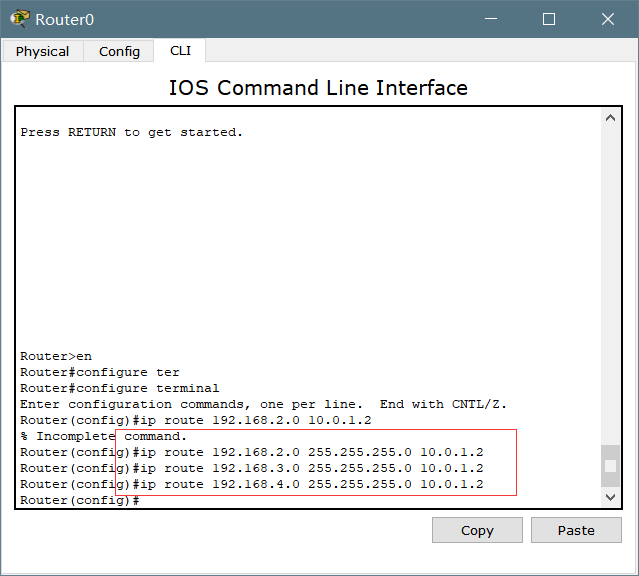 Router0
Physical Config CLI
IOS Command Line Interface
Press RETURN to get started.
Router>en
Router#configure ter
Router#configure terminal
Enter configuration commands, one per line.  End with CNTL/Z.
Router(config)#ip route 192.168.2.0 10.0.1.2
% Incomplete command.
Router(config)#ip route 192.168.2.0 255.255.255.0 10.0.1.2
Router(config)#ip route 192.168.3.0 255.255.255.0 10.0.1.2
Router(config)#ip route 192.168.4.0 255.255.255.0 10.0.1.2
Router(config)#
Copy Paste